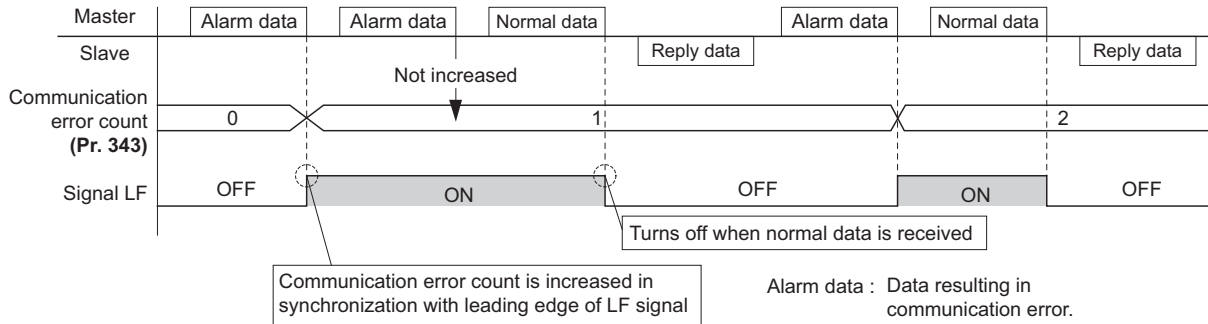 Master
Alarm data
Alarm data
Normal data
Alarm data
Normal data
Slave
Reply data
Reply data
Not increased
Communication
error count
(Pr. 343)
0
1
2
Signal LF
OFF
ON
OFF
ON
OFF
Turns off when normal data is received
Communication error count is increased in
synchronization with leading edge of LF signal
Alarm data : Data resulting in
communication error.